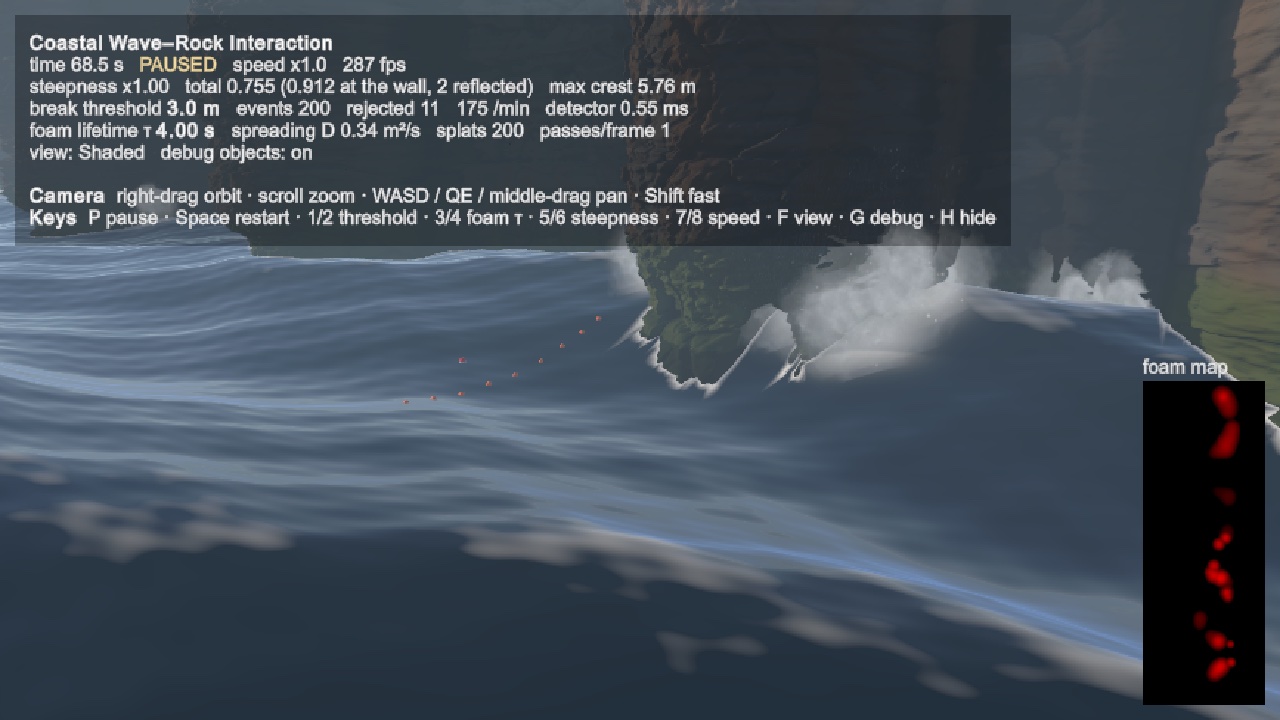 Coastal Wave–Rock Interaction
time 68.5 s PAUSED speed x1.0 287 fps
steepness x1.00 total 0.755 (0.912 at the wall, 2 reflected) max crest 5.76 m
break threshold 3.0 m events 200 rejected 11 175 /min detector 0.55 ms
foam lifetime τ 4.00 s spreading D 0.34 m²/s splats 200 passes/frame 1
view: Shaded debug objects: on
Camera right-drag orbit · scroll zoom · WASD / QE / middle-drag pan · Shift fast
Keys P pause · Space restart · 1/2 threshold · 3/4 foam τ · 5/6 steepness · 7/8 speed · F view · G debug · H hide
foam map